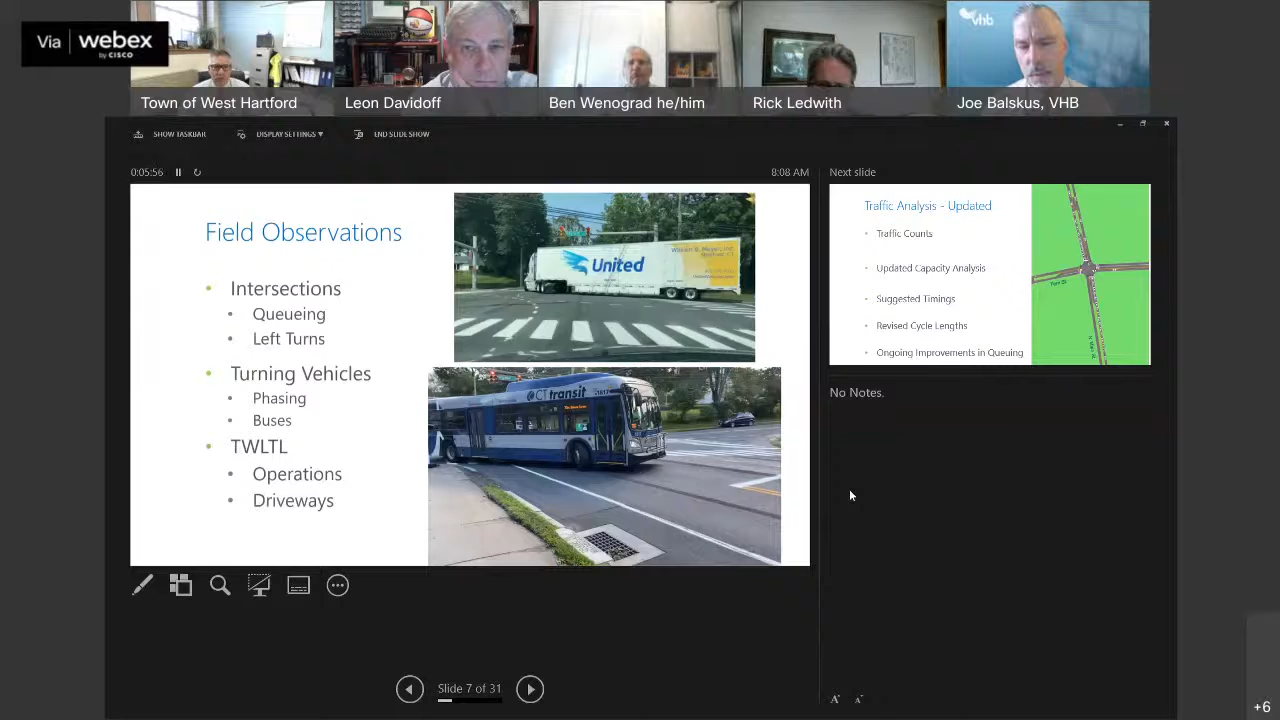 Via webex
by CISCO
vhb
Town of West Hartford
Leon Davidoff
Ben Wenograd he/him
Rick Ledwith
Joe Balskus, VHB
SHOW TASKBAR
DISPLAY SETTINGS
END SLIDE SHOW
0:05:56
8:08 AM
Field Observations
• Intersections
• Queueing
• Left Turns
• Turning Vehicles
• Phasing
• Buses
• TWLTL
• Operations
• Driveways
United
CTtransit
Next slide
Traffic Analysis - Updated
• Traffic Counts
• Updated Capacity Analysis
• Suggested Timings
• Revised Cycle Lengths
• Ongoing Improvements in Queuing
No Notes.
Slide 7 of 31
A A
+6